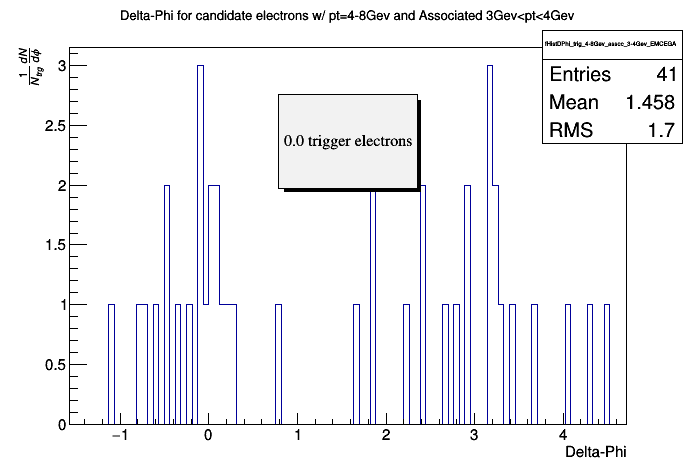 Delta-Phi for candidate electrons w/ pt=4-8Gev and Associated 3Gev<pt<4Gev
fHistDPhi_trig_4-8Gev_assoc_3-4Gev_EMCEGA
Entries 41
Mean 1.458
RMS 1.7
1/N_trig dN/dϕ
0.0 trigger electrons
3
2.5
2
1.5
1
0.5
0
−1 0 1 2 3 4
Delta-Phi